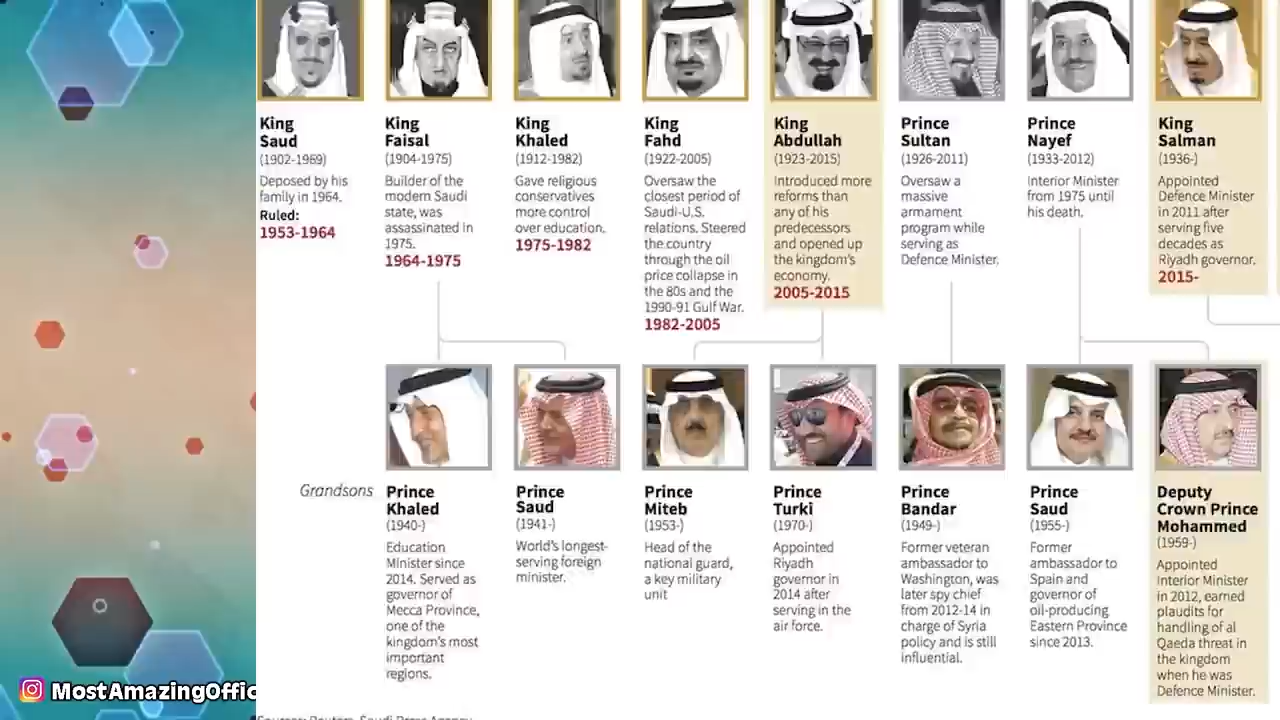 King
Saud
(1902-1969)
Deposed by his
family in 1964.
Ruled:
1953-1964
King
Faisal
(1904-1975)
Builder of the
modern Saudi
state, was
assassinated in
1975.
1964-1975
King
Khaled
(1912-1982)
Gave religious
conservatives
more control
over education.
1975-1982
King
Fahd
(1922-2005)
Oversaw the
closest period of
Saudi-U.S.
relations. Steered
the country
through the oil
price collapse in
the 80s and the
1990-91 Gulf War.
1982-2005
King
Abdullah
(1923-2015)
Introduced more
reforms than
any of his
predecessors
and opened up
the kingdom's
economy.
2005-2015
Prince
Sultan
(1926-2011)
Oversaw a
massive
armament
program while
serving as
Defence Minister.
Prince
Nayef
(1933-2012)
Interior Minister
from 1975 until
his death.
King
Salman
(1936-)
Appointed
Defence Minister
in 2011 after
serving five
decades as
Riyadh governor.
2015-
Grandsons
Prince
Khaled
(1940-)
Education
Minister since
2014. Served as
governor of
Mecca Province,
one of the
kingdom's most
important
regions.
Prince
Saud
(1941-)
World's longest-
serving foreign
minister.
Prince
Miteb
(1953-)
Head of the
national guard,
a key military
unit
Prince
Turki
(1970-)
Appointed
Riyadh
governor in
2014 after
serving in the
air force.
Prince
Bandar
(1949-)
Former veteran
ambassador to
Washington, was
later spy chief
from 2012-14 in
charge of Syria
policy and is still
influential.
Prince
Saud
(1955-)
Former
ambassador to
Spain and
governor of
oil-producing
Eastern Province
since 2013.
Deputy
Crown Prince
Mohammed
(1959-)
Appointed
Interior Minister
in 2012, earned
plaudits for
handling of al
Qaeda threat in
the kingdom
when he was
Defence Minister.
MostAmazingOffic
Sources: Reuters, Saudi Press Agency